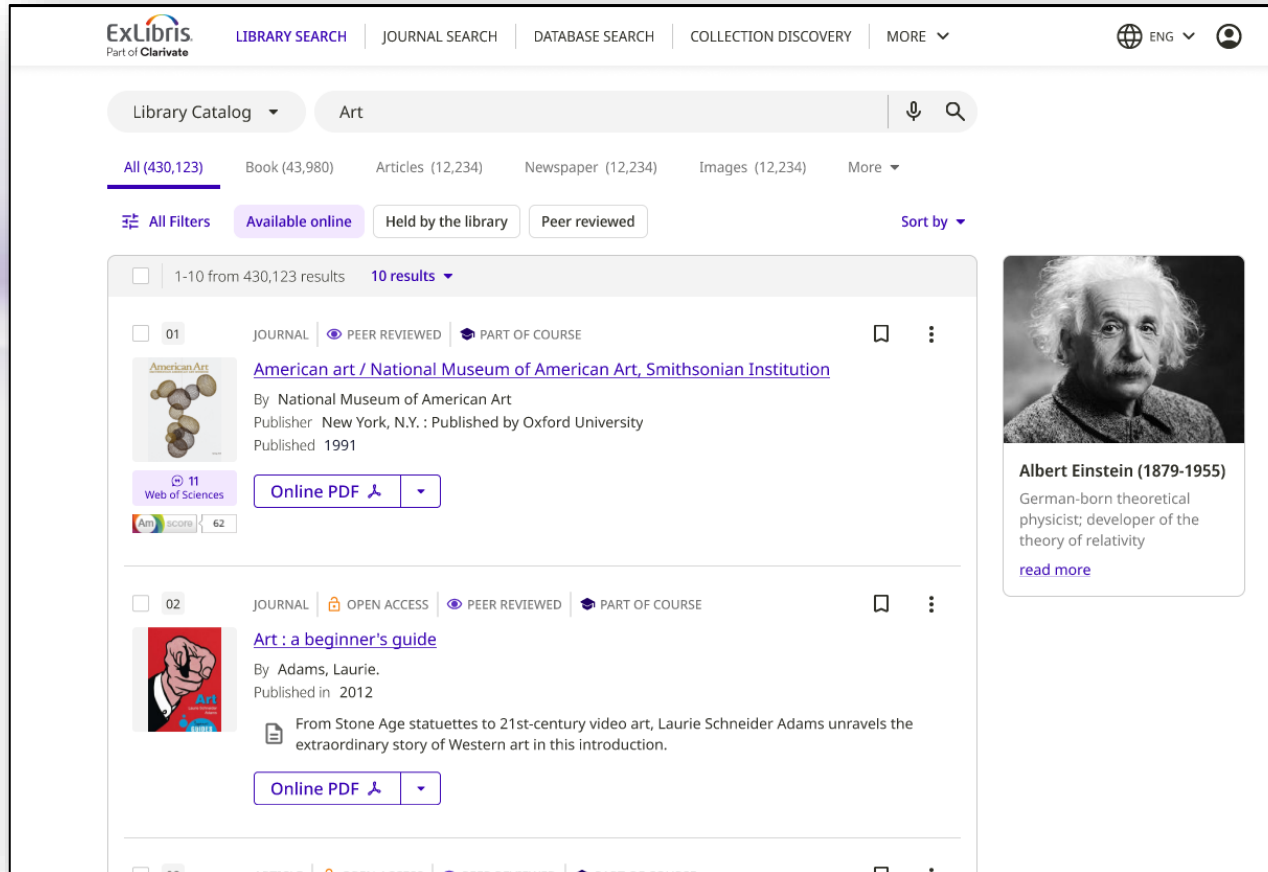 ExLibris
Part of Clarivate
LIBRARY SEARCH JOURNAL SEARCH DATABASE SEARCH COLLECTION DISCOVERY MORE ENG
Library Catalog Art
All (430,123) Book (43,980) Articles (12,234) Newspaper (12,234) Images (12,234) More
All Filters Available online Held by the library Peer reviewed Sort by
1-10 from 430,123 results 10 results
01 JOURNAL PEER REVIEWED PART OF COURSE
American Art
American art / National Museum of American Art, Smithsonian Institution
By National Museum of American Art
Publisher New York, N.Y. : Published by Oxford University
Published 1991
11
Web of Sciences
Online PDF
Am score 62
Albert Einstein (1879-1955)
German-born theoretical
physicist; developer of the
theory of relativity
read more
02 JOURNAL OPEN ACCESS PEER REVIEWED PART OF COURSE
Art : a beginner's guide
By Adams, Laurie.
Published in 2012
Art
From Stone Age statuettes to 21st-century video art, Laurie Schneider Adams unravels the
extraordinary story of Western art in this introduction.
Online PDF